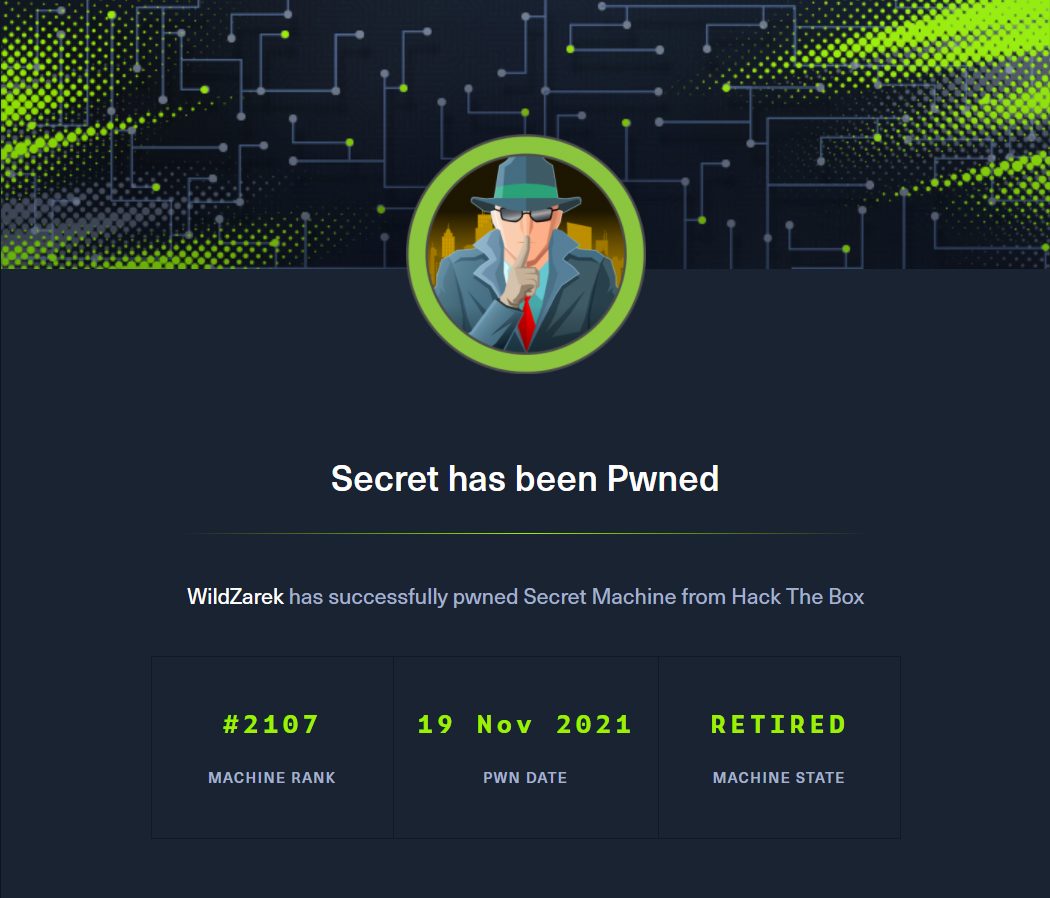 Secret has been Pwned
WildZarek has successfully pwned Secret Machine from Hack The Box
#2107
19 Nov 2021
RETIRED
MACHINE RANK
PWN DATE
MACHINE STATE